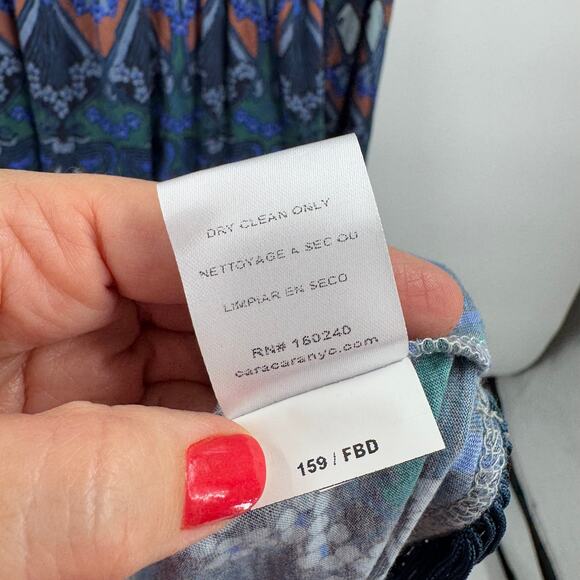 DRY CLEAN ONLY
NETTOYAGE A SEC OU
LIMPIAR EN SECO
RN# 160240
caracaranyc.com
159 / FBD